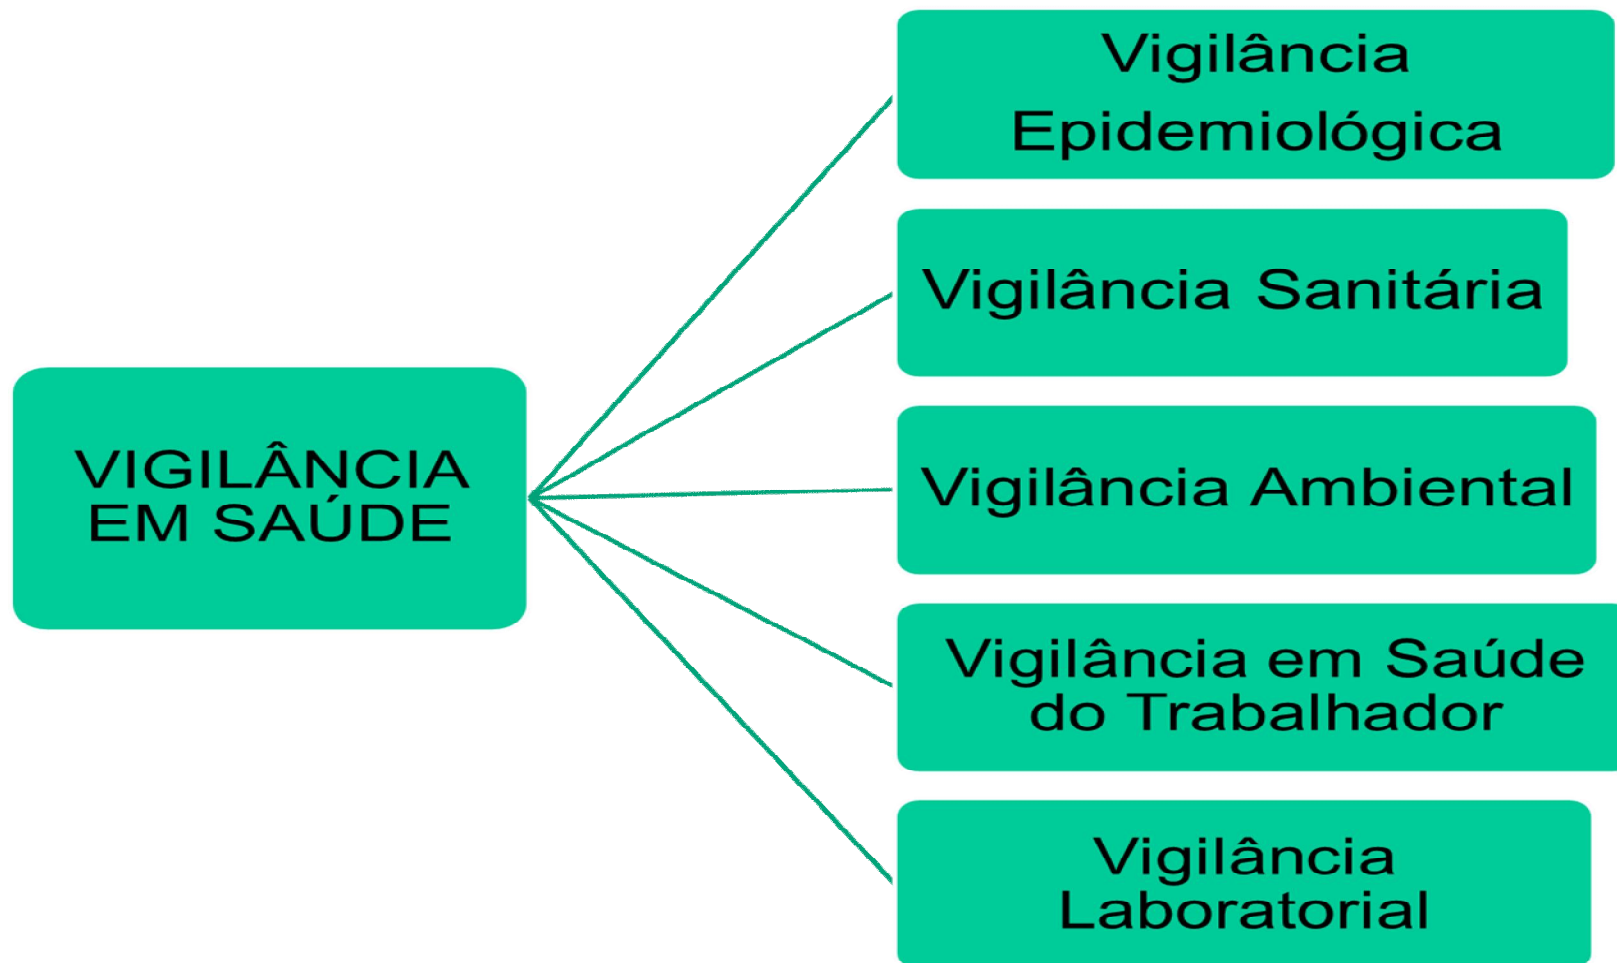 VIGILÂNCIA
EM SAÚDE
Vigilância
Epidemiológica
Vigilância Sanitária
Vigilância Ambiental
Vigilância em Saúde
do Trabalhador
Vigilância
Laboratorial